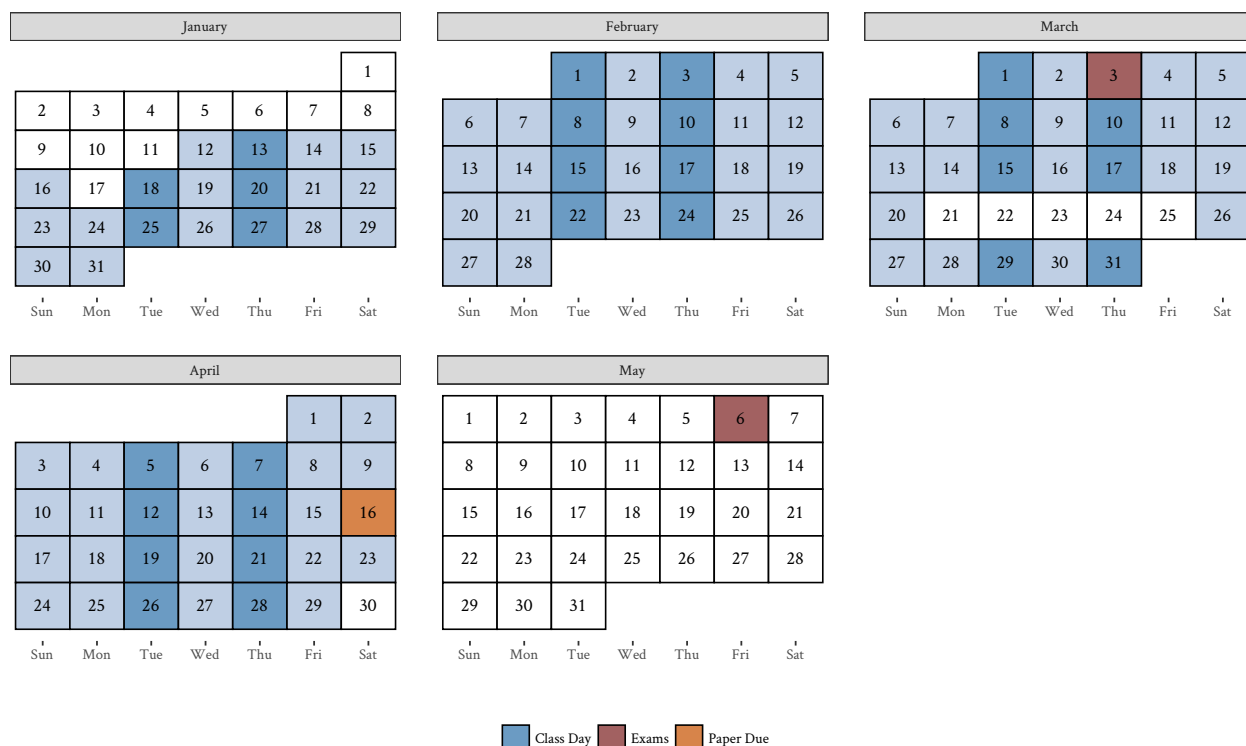 January
1
2 3 4 5 6 7 8
9 10 11 12 13 14 15
16 17 18 19 20 21 22
23 24 25 26 27 28 29
30 31
Sun Mon Tue Wed Thu Fri Sat
February
1 2 3 4 5
6 7 8 9 10 11 12
13 14 15 16 17 18 19
20 21 22 23 24 25 26
27 28
Sun Mon Tue Wed Thu Fri Sat
March
1 2 3 4 5
6 7 8 9 10 11 12
13 14 15 16 17 18 19
20 21 22 23 24 25 26
27 28 29 30 31
Sun Mon Tue Wed Thu Fri Sat
April
1 2
3 4 5 6 7 8 9
10 11 12 13 14 15 16
17 18 19 20 21 22 23
24 25 26 27 28 29 30
Sun Mon Tue Wed Thu Fri Sat
May
1 2 3 4 5 6 7
8 9 10 11 12 13 14
15 16 17 18 19 20 21
22 23 24 25 26 27 28
29 30 31
Sun Mon Tue Wed Thu Fri Sat
Class Day Exams Paper Due